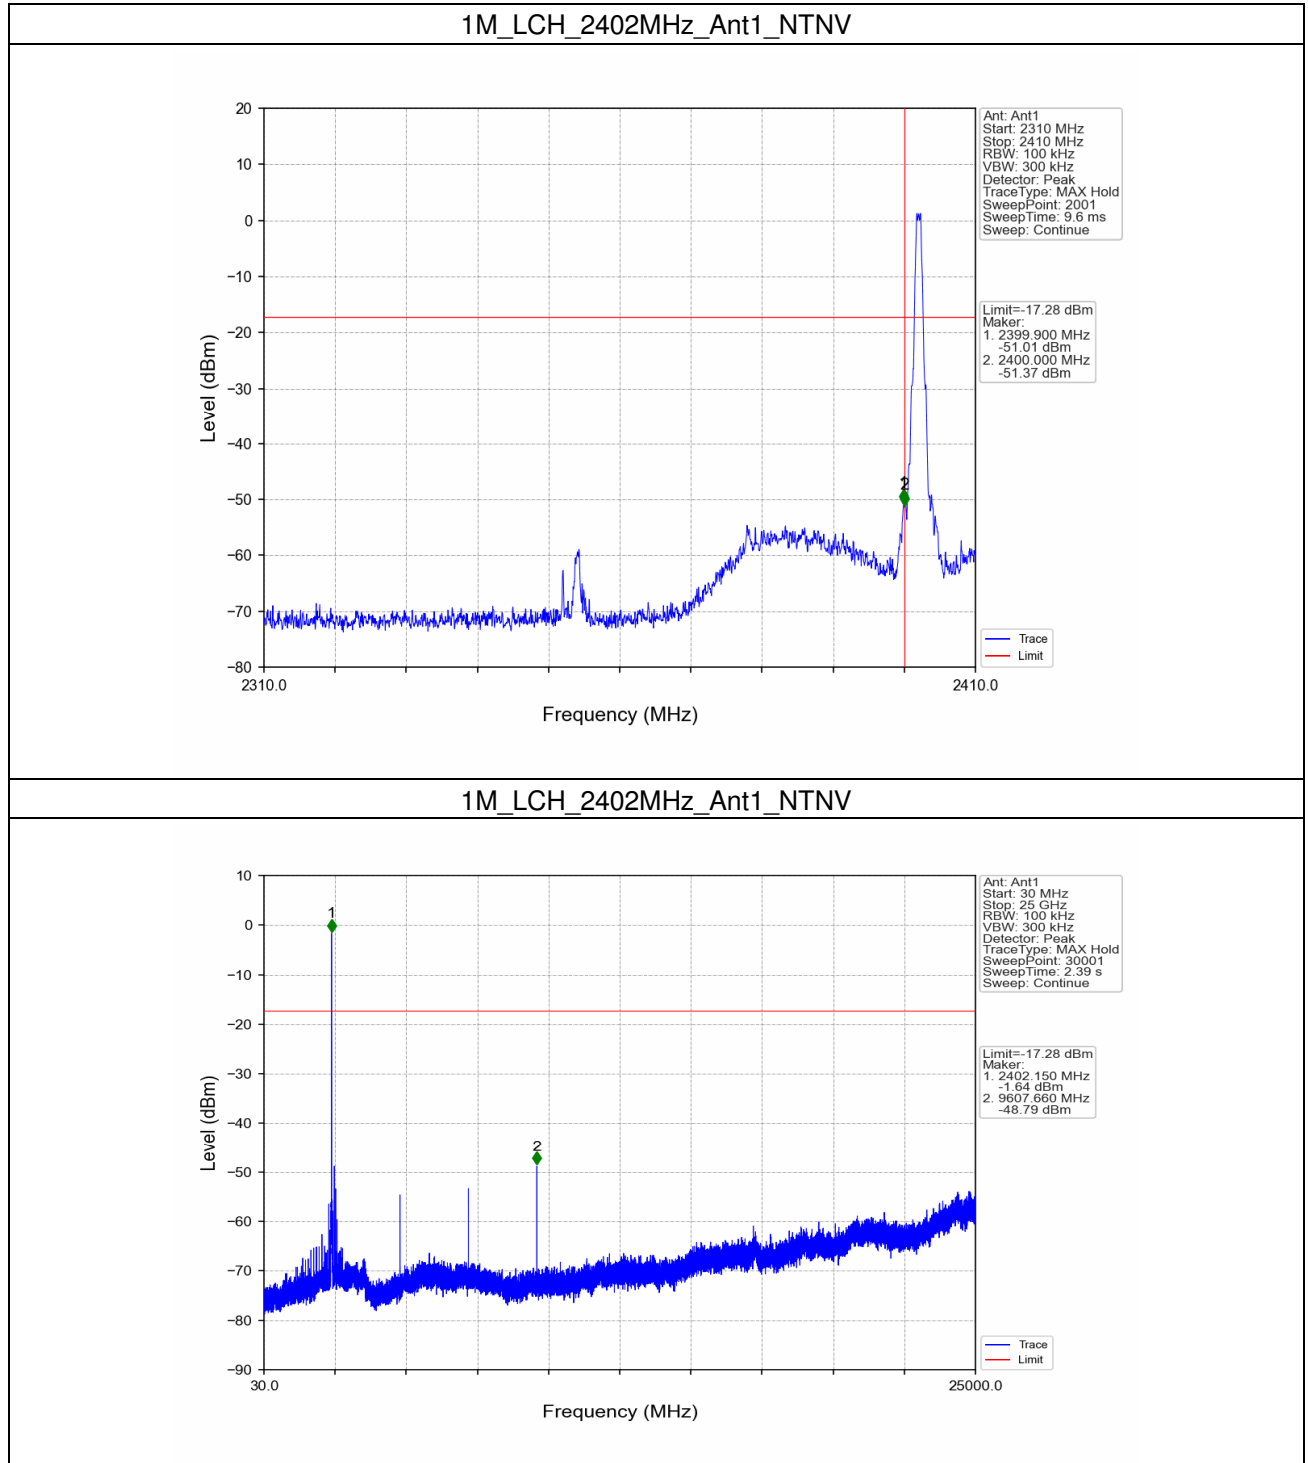 1M_LCH_2402MHz_Ant1_NTNV
20
10
0
−10
−20
−30
−40
−50
−60
−70
−80
Level (dBm)
2310.0
2410.0
Frequency (MHz)
2
Ant: Ant1
Start: 2310 MHz
Stop: 2410 MHz
RBW: 100 kHz
VBW: 300 kHz
Detector: Peak
TraceType: MAX Hold
SweepPoint: 2001
SweepTime: 9.6 ms
Sweep: Continue
Limit=-17.28 dBm
Maker:
1. 2399.900 MHz
-51.01 dBm
2. 2400.000 MHz
-51.37 dBm
Trace
Limit
1M_LCH_2402MHz_Ant1_NTNV
10
0
−10
−20
−30
−40
−50
−60
−70
−80
−90
Level (dBm)
30.0
25000.0
Frequency (MHz)
1
2
Ant: Ant1
Start: 30 MHz
Stop: 25 GHz
RBW: 100 kHz
VBW: 300 kHz
Detector: Peak
TraceType: MAX Hold
SweepPoint: 30001
SweepTime: 2.39 s
Sweep: Continue
Limit=-17.28 dBm
Maker:
1. 2402.150 MHz
-1.64 dBm
2. 9607.660 MHz
-48.79 dBm
Trace
Limit